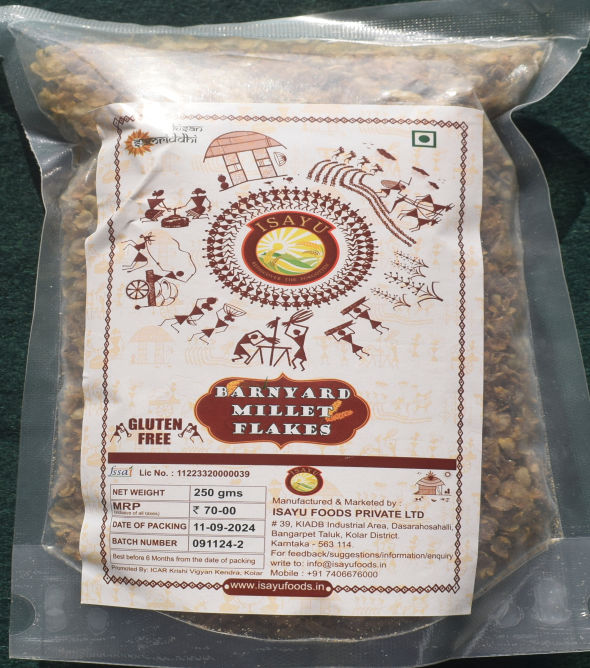 kisan
samriddhi
ISAYU
REDISCOVER THE FORGOTTEN
BARNYARD
MILLET
FLAKES
GLUTEN
FREE
fssai Lic No. : 11223320000039
NET WEIGHT 250 gms
MRP ₹ 70-00
(Inclusive of all taxes)
DATE OF PACKING 11-09-2024
BATCH NUMBER 091124-2
Best before 6 Months from the date of packing
Promoted By: ICAR Krishi Vigyan Kendra, Kolar
ISAYU
Manufactured & Marketed by :
ISAYU FOODS PRIVATE LTD
# 39, KIADB Industrial Area, Dasarahosahalli,
Bangarpet Taluk, Kolar District.
Karntaka - 563 114.
For feedback/suggestions/information/enquiry
write to: info@isayufoods.in
Mobile : +91 7406676000
www.isayufoods.in